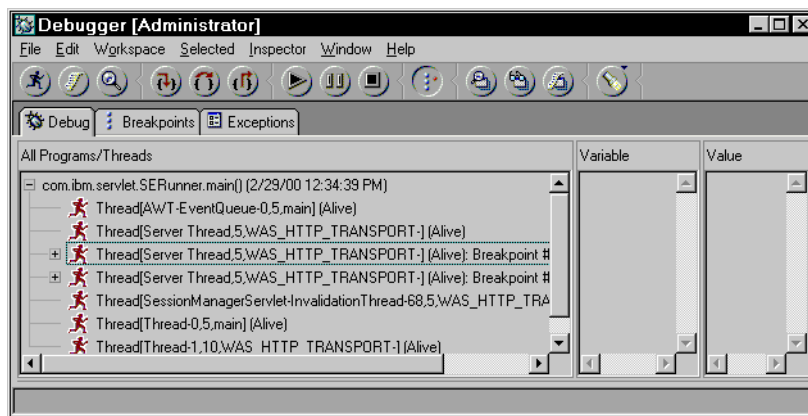 Debugger [Administrator]
File Edit Workspace Selected Inspector Window Help
Debug Breakpoints Exceptions
All Programs/Threads Variable Value
com.ibm.servlet.SERunner.main() (2/29/00 12:34:39 PM)
Thread[AWT-EventQueue-0,5,main] (Alive)
Thread[Server Thread,5,WAS_HTTP_TRANSPORT-] (Alive)
Thread[Server Thread,5,WAS_HTTP_TRANSPORT-] (Alive): Breakpoint #
Thread[Server Thread,5,WAS_HTTP_TRANSPORT-] (Alive): Breakpoint #
Thread[SessionManagerServlet-InvalidationThread-68,5,WAS_HTTP_TRA
Thread[Thread-0,5,main] (Alive)
Thread[Thread-1,10,WAS_HTTP_TRANSPORT-] (Alive)